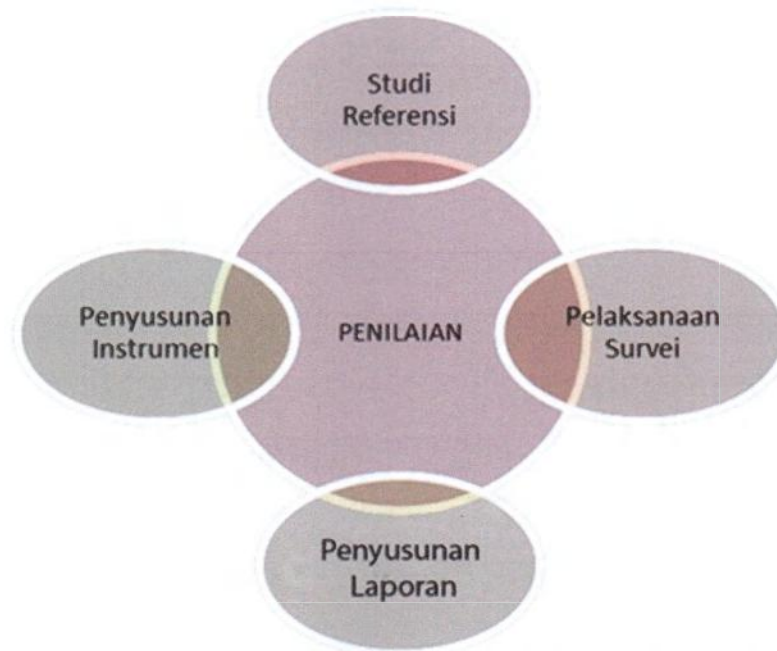 Studi
Referensi
Penyusunan
Instrumen
PENILAIAN
Pelaksanaan
Survei
Penyusunan
Laporan